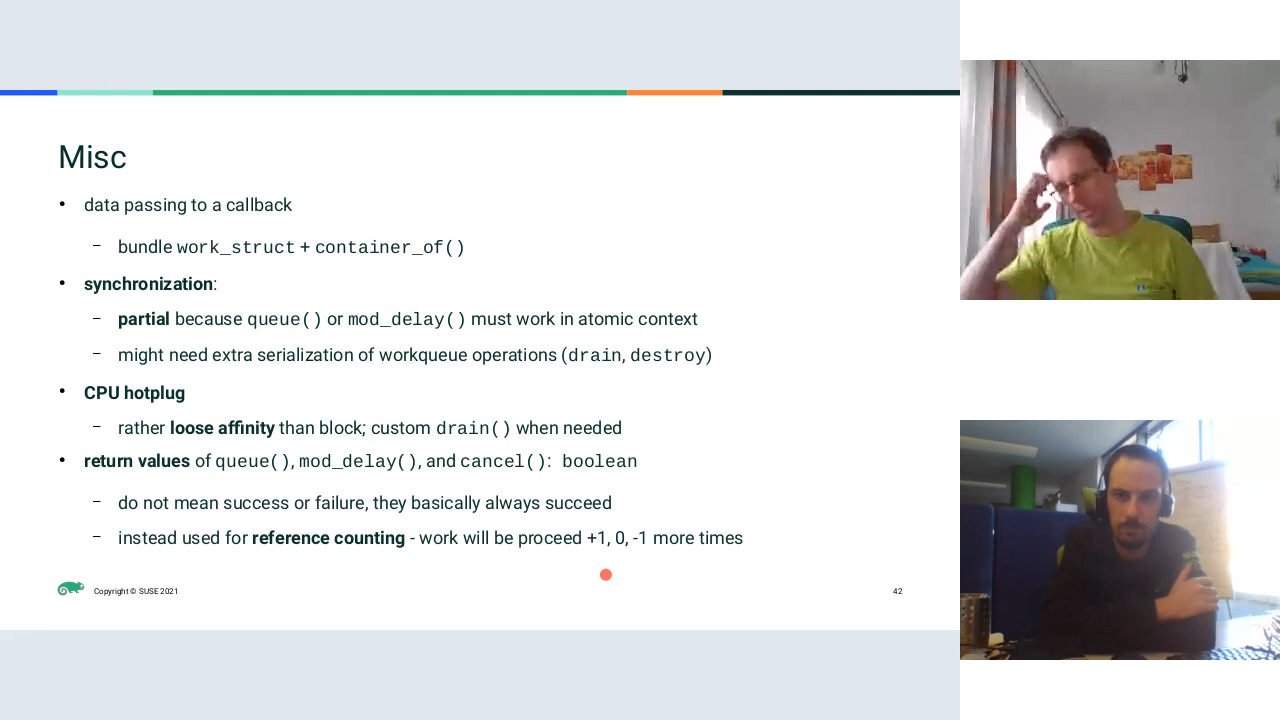 Misc
• data passing to a callback
– bundle work_struct + container_of()
• synchronization:
– partial because queue() or mod_delay() must work in atomic context
– might need extra serialization of workqueue operations (drain, destroy)
• CPU hotplug
– rather loose affinity than block; custom drain() when needed
• return values of queue(), mod_delay(), and cancel(): boolean
– do not mean success or failure, they basically always succeed
– instead used for reference counting - work will be proceed +1, 0, -1 more times
Copyright © SUSE 2021
42